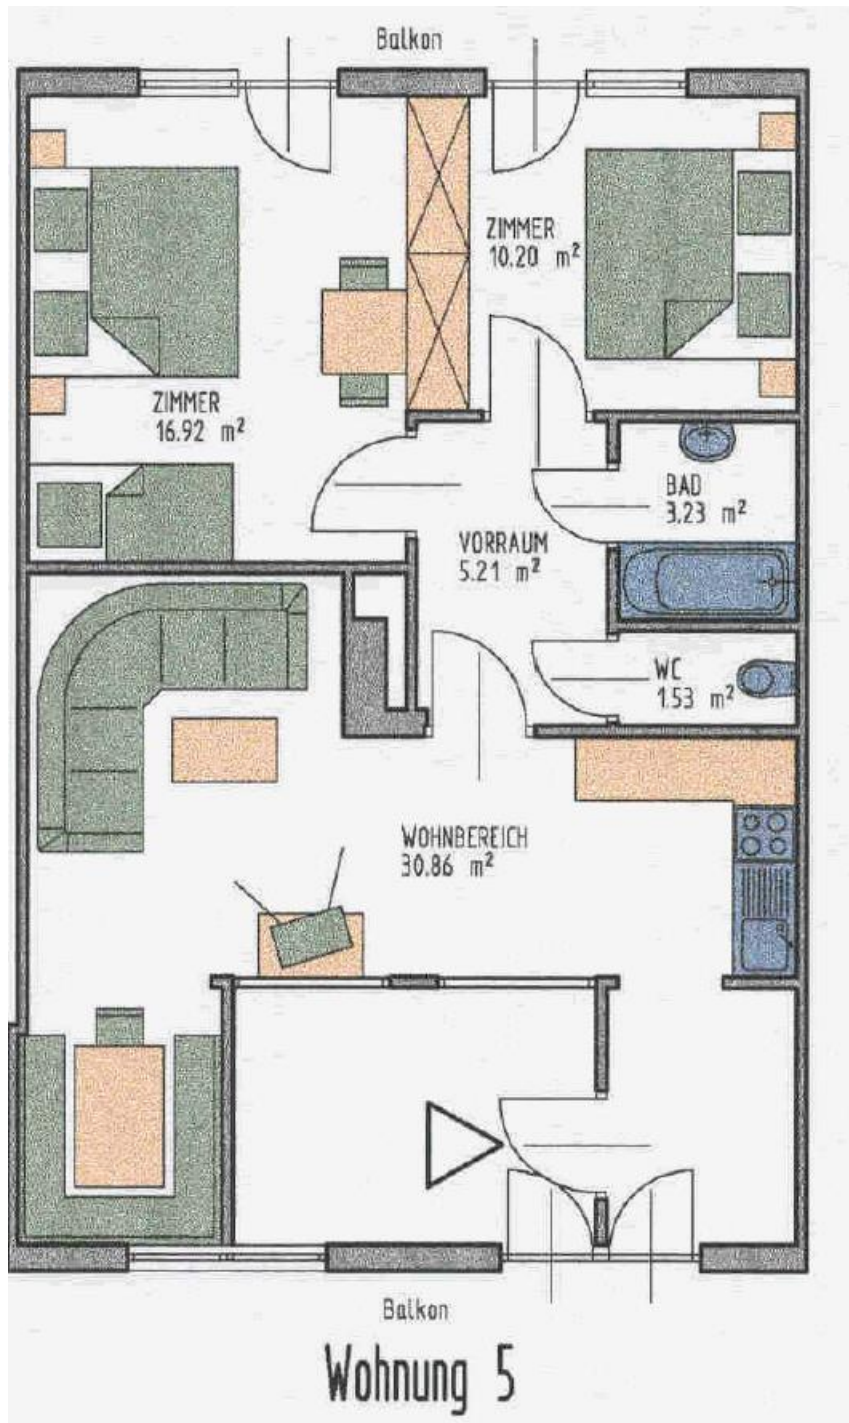 Balkon
ZIMMER
10.20 m²
ZIMMER
16.92 m²
BAD
3.23 m²
VORRAUM
5.21 m²
WC
1.53 m²
WOHNBEREICH
30.86 m²
Balkon
Wohnung 5